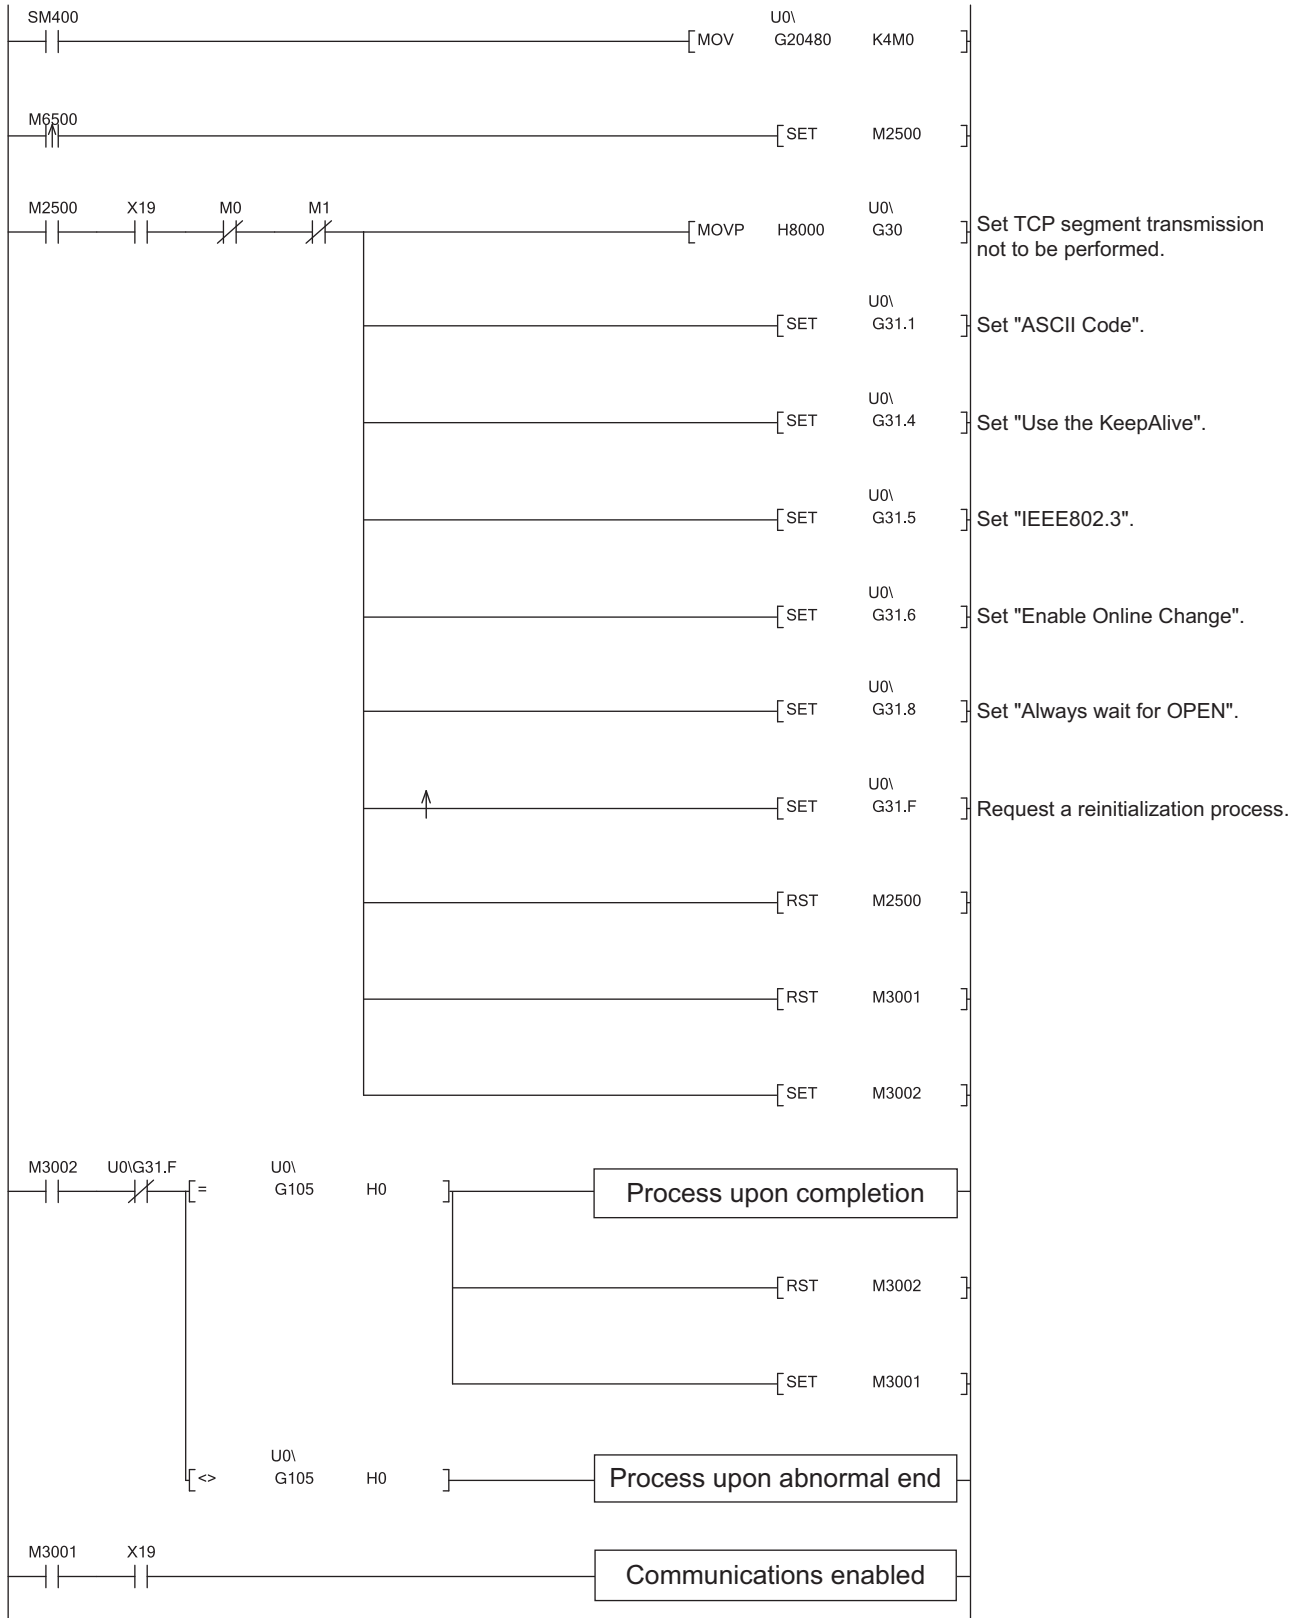 SM400
U0\
MOV G20480 K4M0
M6500
SET M2500
M2500 X19 M0 M1
U0\
MOVP H8000 G30
Set TCP segment transmission
not to be performed.
U0\
SET G31.1
Set "ASCII Code".
U0\
SET G31.4
Set "Use the KeepAlive".
U0\
SET G31.5
Set "IEEE802.3".
U0\
SET G31.6
Set "Enable Online Change".
U0\
SET G31.8
Set "Always wait for OPEN".
U0\
SET G31.F
Request a reinitialization process.
RST M2500
RST M3001
SET M3002
M3002 U0\G31.F U0\
= G105 H0
Process upon completion
RST M3002
SET M3001
U0\
<> G105 H0
Process upon abnormal end
M3001 X19
Communications enabled